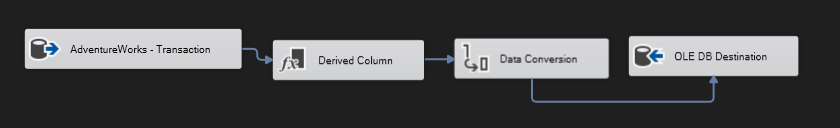 AdventureWorks - Transaction
Derived Column
Data Conversion
OLE DB Destination